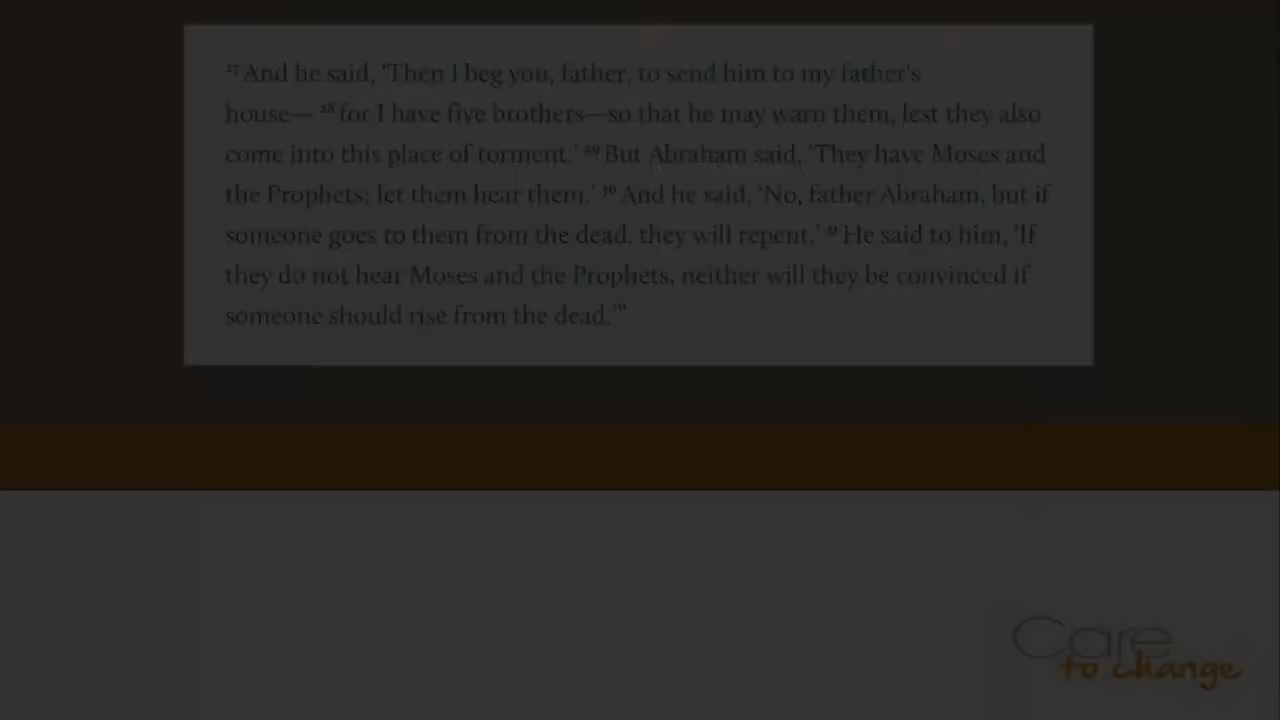 27 And he said, ‘Then I beg you, father, to send him to my father's
house— 28 for I have five brothers—so that he may warn them, lest they also
come into this place of torment.’ 29 But Abraham said, ‘They have Moses and
the Prophets; let them hear them.’ 30 And he said, ‘No, father Abraham, but if
someone goes to them from the dead, they will repent.’ 31 He said to him, ‘If
they do not hear Moses and the Prophets, neither will they be convinced if
someone should rise from the dead.’”
Care
to change